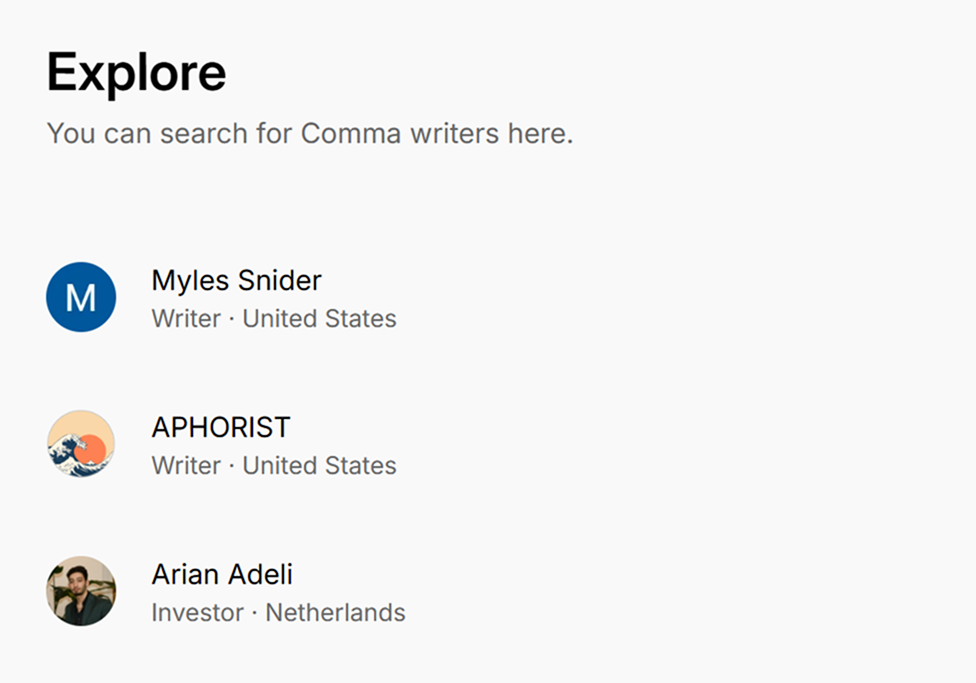 Explore
You can search for Comma writers here.
M
Myles Snider
Writer · United States
APHORIST
Writer · United States
Arian Adeli
Investor · Netherlands